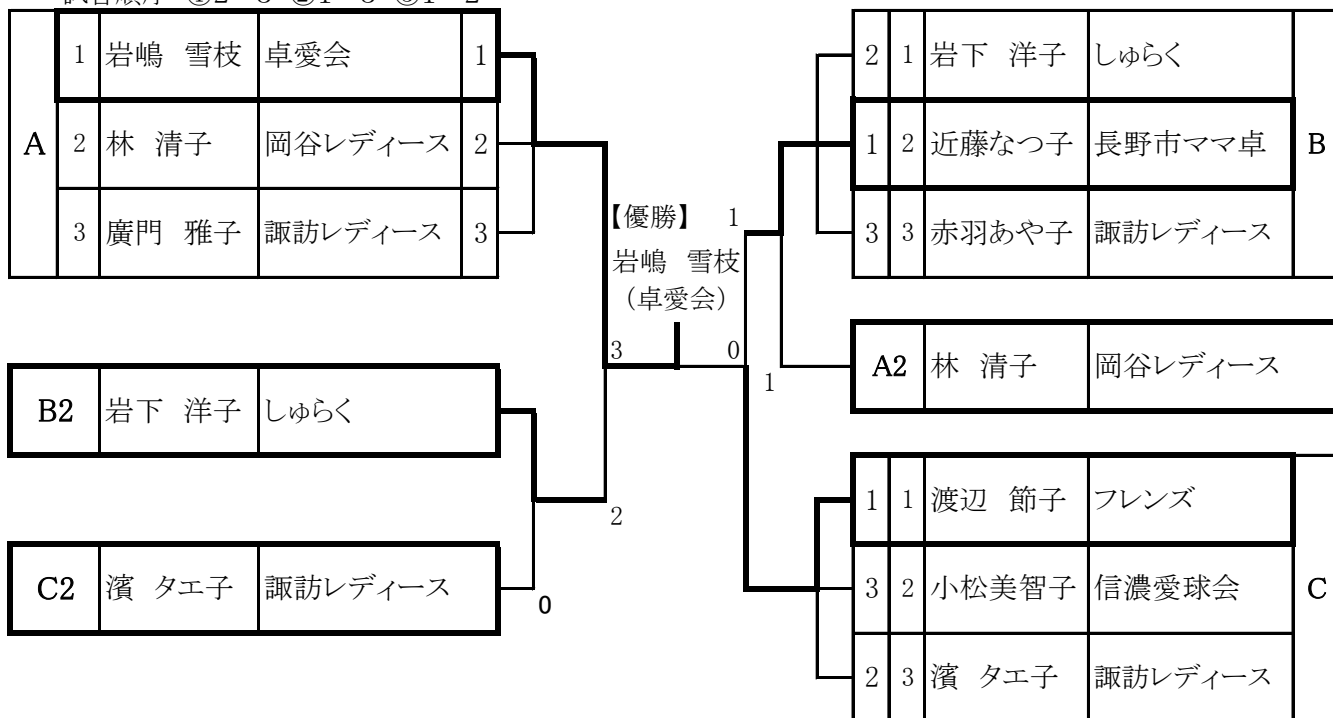 A
1 岩嶋 雪枝 卓愛会 1
2 林 清子 岡谷レディース 2
3 廣門 雅子 諏訪レディース 3
B2 岩下 洋子 しゅらく
C2 濱 タエ子 諏訪レディース
【優勝】
岩嶋 雪枝
（卓愛会）
3
2
0
1
0
1
2 1 岩下 洋子 しゅらく
1 2 近藤なつ子 長野市ママ卓
3 3 赤羽あや子 諏訪レディース
B
A2 林 清子 岡谷レディース
1 1 渡辺 節子 フレンズ
3 2 小松美智子 信濃愛球会
2 3 濱 タエ子 諏訪レディース
C